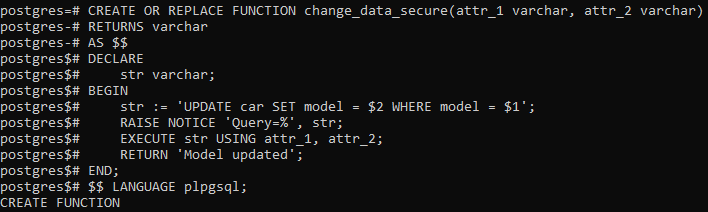 postgres=# CREATE OR REPLACE FUNCTION change_data_secure(attr_1 varchar, attr_2 varchar)
postgres-# RETURNS varchar
postgres-# AS $$
postgres$# DECLARE
postgres$#     str varchar;
postgres$# BEGIN
postgres$#     str := 'UPDATE car SET model = $2 WHERE model = $1';
postgres$#     RAISE NOTICE 'Query=%', str;
postgres$#     EXECUTE str USING attr_1, attr_2;
postgres$#     RETURN 'Model updated';
postgres$# END;
postgres$# $$ LANGUAGE plpgsql;
CREATE FUNCTION